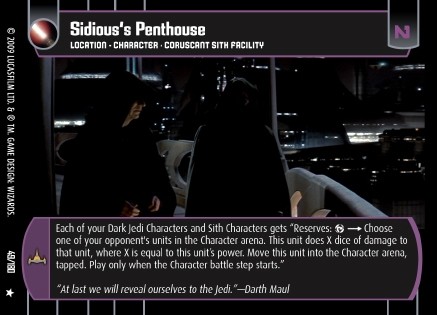 Sidious's Penthouse
LOCATION - CHARACTER · CORUSCANT SITH FACILITY
N
© 2009 LUCASFILM LTD. & ® TM. GAME DESIGN: WIZARDS.
Each of your Dark Jedi Characters and Sith Characters gets “Reserves: → Choose
one of your opponent's units in the Character arena. This unit does X dice of damage to
that unit, where X is equal to this unit's power. Move this unit into the Character arena,
tapped. Play only when the Character battle step starts.”
“At last we will reveal ourselves to the Jedi.”—Darth Maul